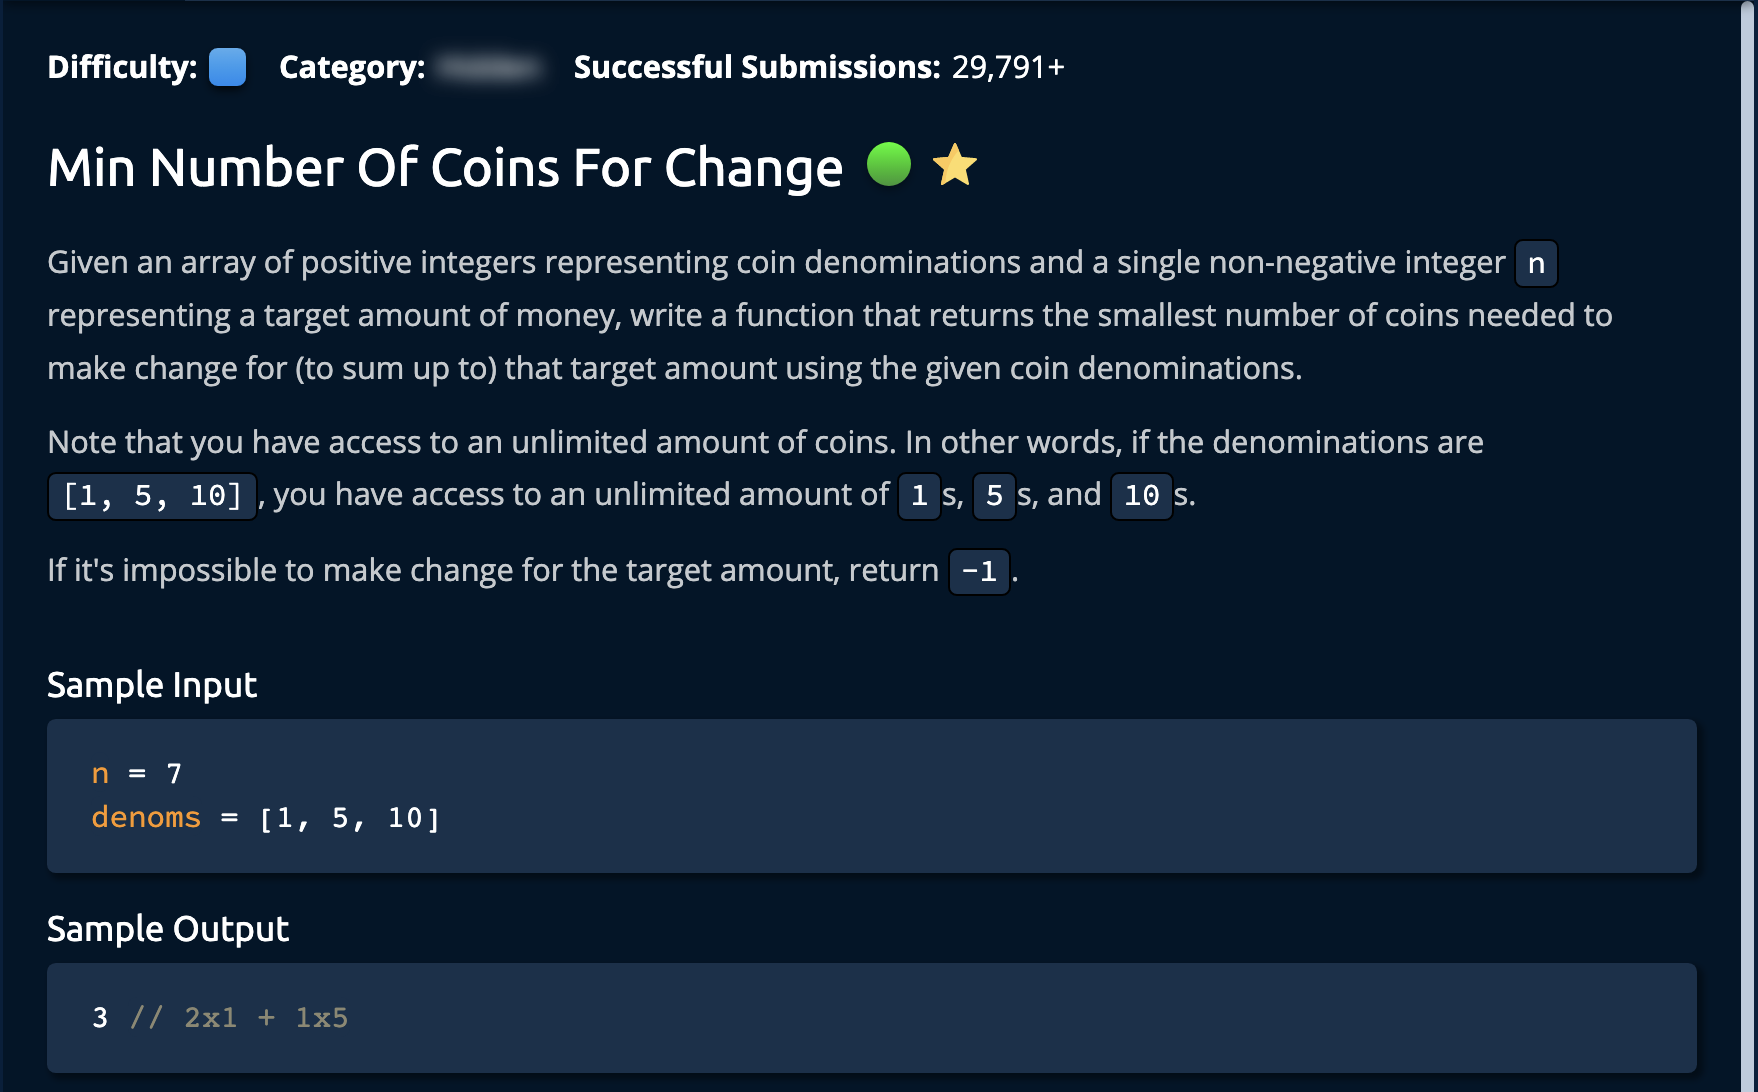 Difficulty: Category: Successful Submissions: 29,791+
Min Number Of Coins For Change
Given an array of positive integers representing coin denominations and a single non-negative integer n
representing a target amount of money, write a function that returns the smallest number of coins needed to
make change for (to sum up to) that target amount using the given coin denominations.
Note that you have access to an unlimited amount of coins. In other words, if the denominations are
[1, 5, 10], you have access to an unlimited amount of 1s, 5s, and 10s.
If it's impossible to make change for the target amount, return -1.
Sample Input
n = 7
denoms = [1, 5, 10]
Sample Output
3 // 2x1 + 1x5